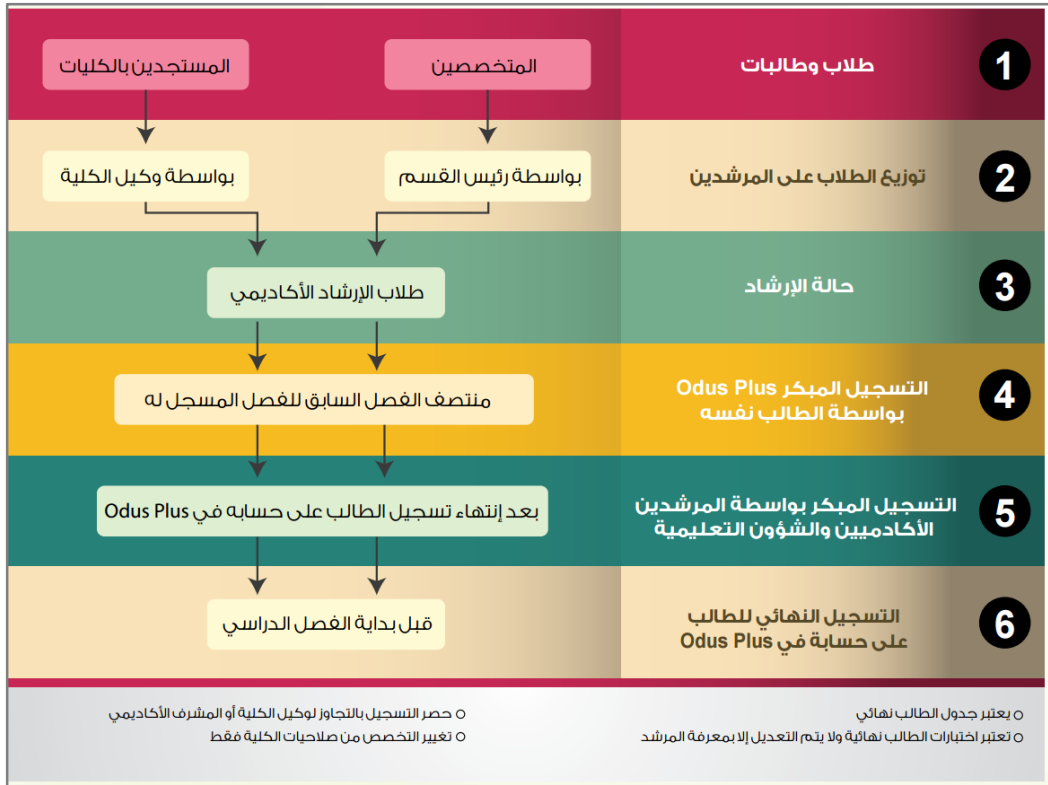 1
طلاب وطالبات
المتخصصين
المستجدين بالكليات
2
توزيع الطلاب على المرشدين
بواسطة رئيس القسم
بواسطة وكيل الكلية
3
حالة الإرشاد
طلاب الإرشاد الأكاديمي
4
التسجيل المبكر Odus Plus
بواسطة الطالب نفسه
منتصف الفصل السابق للفصل المسجل له
5
التسجيل المبكر بواسطة المرشدين
الأكادميين والشؤون التعليمية
بعد إنتهاء تسجيل الطالب على حسابه في Odus Plus
6
التسجيل النهائي للطالب
على حسابة في Odus Plus
قبل بداية الفصل الدراسي
○ يعتبر جدول الطالب نهائي
○ تعتبر اختبارات الطالب نهائية ولا يتم التعديل إلا بمعرفة المرشد
○ حصر التسجيل بالتجاوز لوكيل الكلية أو المشرف الأكاديمي
○ تغيير التخصص من صلاحيات الكلية فقط